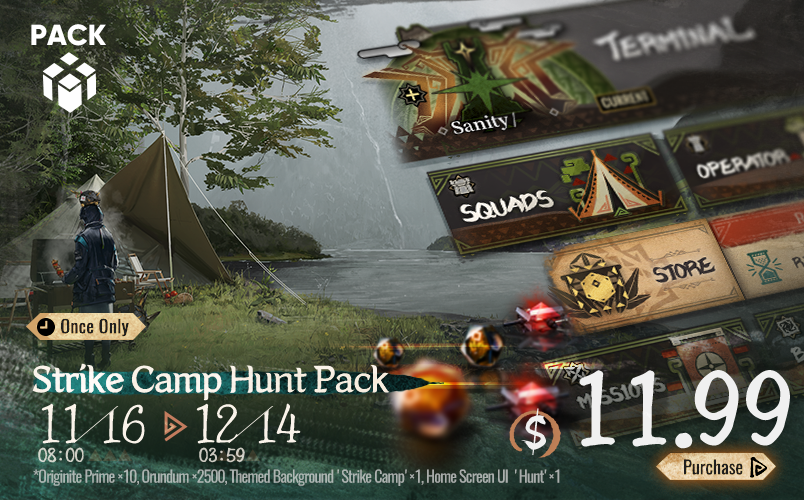 PACK
TERMINAL
CURRENT
Sanity/
SQUADS
OPERATOR
STORE
MISSIONS
Once Only
Strike Camp Hunt Pack
11/16 12/14
08:00 03:59
$ 11.99
Purchase
*Originite Prime ×10, Orundum ×2500, Themed Background ' Strike Camp' ×1, Home Screen UI ' Hunt' ×1